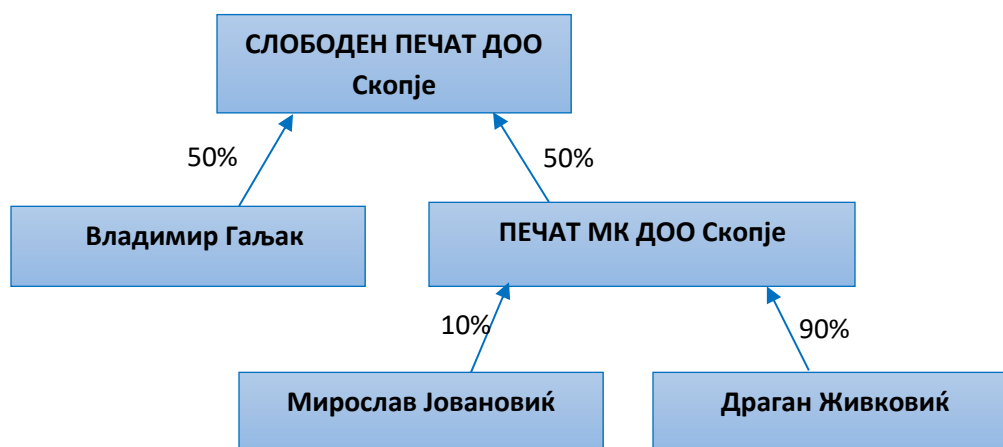 СЛОБОДЕН ПЕЧАТ ДОО
Скопје
50%
50%
Владимир Гаљак
ПЕЧАТ МК ДОО Скопје
10%
90%
Мирослав Јовановиќ
Драган Живковиќ